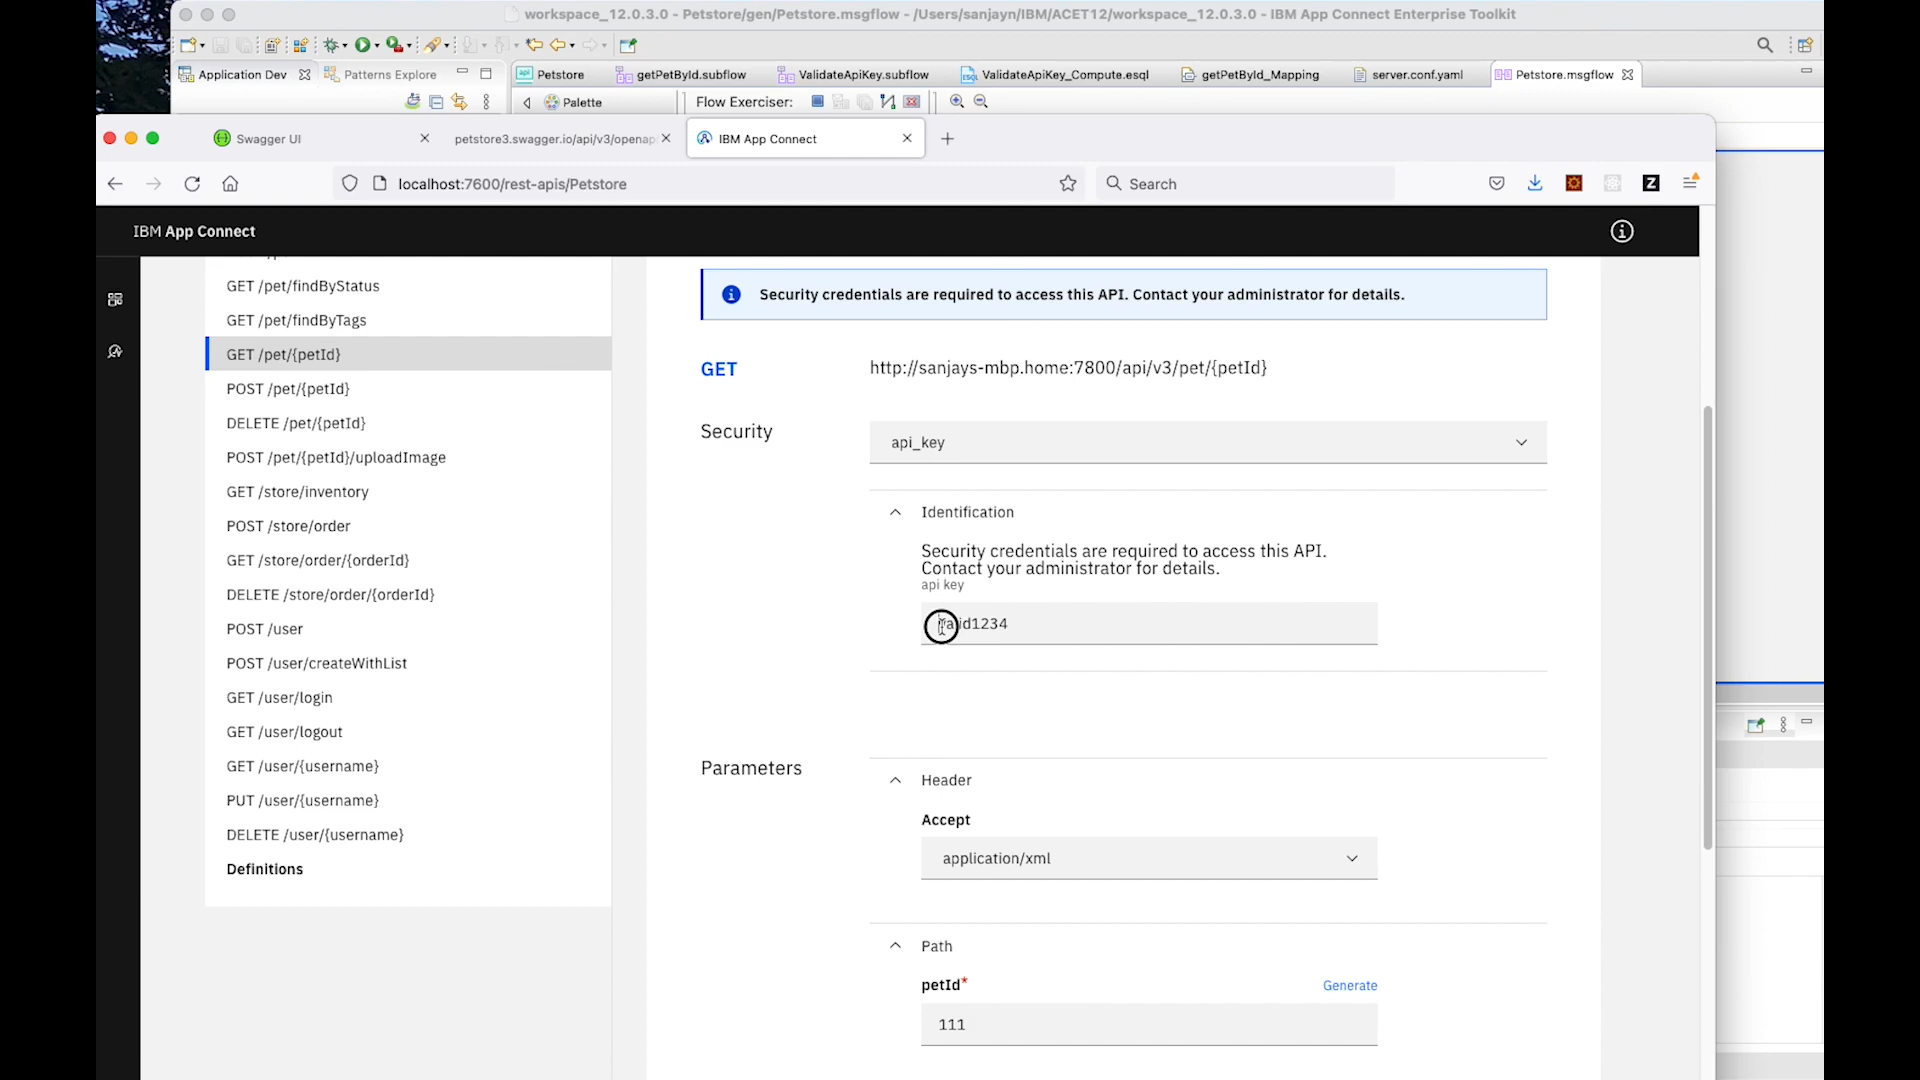 workspace_12.0.3.0 - Petstore/gen/Petstore.msgflow - /Users/sanjayn/IBM/ACET12/workspace_12.0.3.0 - IBM App Connect Enterprise Toolkit
Application Dev
Patterns Explore
Petstore
getPetById.subflow
ValidateApiKey.subflow
ValidateApiKey_Compute.esql
getPetById_Mapping
server.conf.yaml
Petstore.msgflow
Palette
Flow Exerciser:
Swagger UI
petstore3.swagger.io/api/v3/openap
IBM App Connect
localhost:7600/rest-apis/Petstore
Search
IBM App Connect
GET /pet/findByStatus
GET /pet/findByTags
GET /pet/{petId}
POST /pet/{petId}
DELETE /pet/{petId}
POST /pet/{petId}/uploadImage
GET /store/inventory
POST /store/order
GET /store/order/{orderId}
DELETE /store/order/{orderId}
POST /user
POST /user/createWithList
GET /user/login
GET /user/logout
GET /user/{username}
PUT /user/{username}
DELETE /user/{username}
Definitions
Security credentials are required to access this API. Contact your administrator for details.
GET
http://sanjays-mbp.home:7800/api/v3/pet/{petId}
Security
api_key
Identification
Security credentials are required to access this API.
Contact your administrator for details.
api key
valid1234
Parameters
Header
Accept
application/xml
Path
petId*
Generate
111